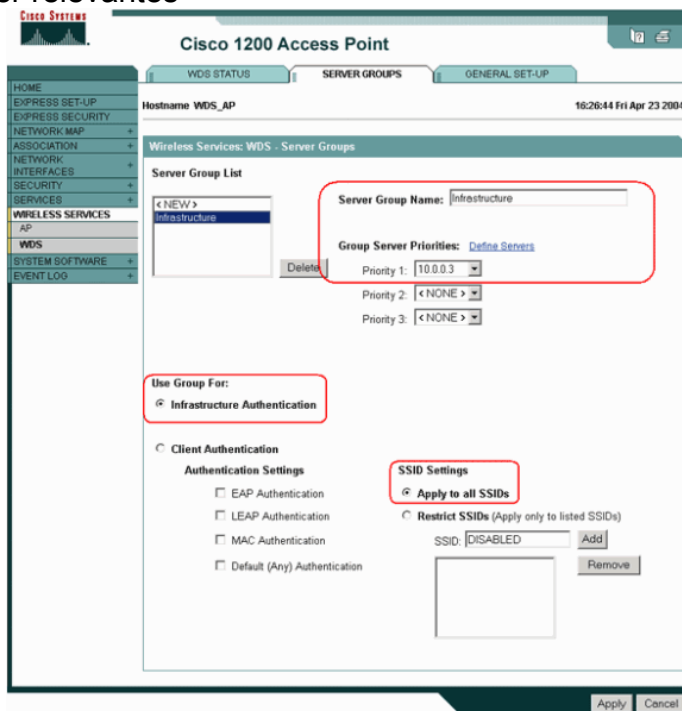 er relevantes
CISCO SYSTEMS
Cisco 1200 Access Point
WDS STATUS
SERVER GROUPS
GENERAL SET-UP
HOME
EXPRESS SET-UP
EXPRESS SECURITY
NETWORK MAP +
ASSOCIATION +
NETWORK INTERFACES +
SECURITY +
SERVICES +
WIRELESS SERVICES
AP
WDS
SYSTEM SOFTWARE +
EVENT LOG +
Hostname WDS_AP
16:26:44 Fri Apr 23 2004
Wireless Services: WDS - Server Groups
Server Group List
< NEW >
Infrastructure
Delete
Server Group Name: Infrastructure
Group Server Priorities: Define Servers
Priority 1: 10.0.0.3
Priority 2: < NONE >
Priority 3: < NONE >
Use Group For:
Infrastructure Authentication
Client Authentication
Authentication Settings
EAP Authentication
LEAP Authentication
MAC Authentication
Default (Any) Authentication
SSID Settings
Apply to all SSIDs
Restrict SSIDs (Apply only to listed SSIDs)
SSID: DISABLED Add
Remove
Apply Cancel